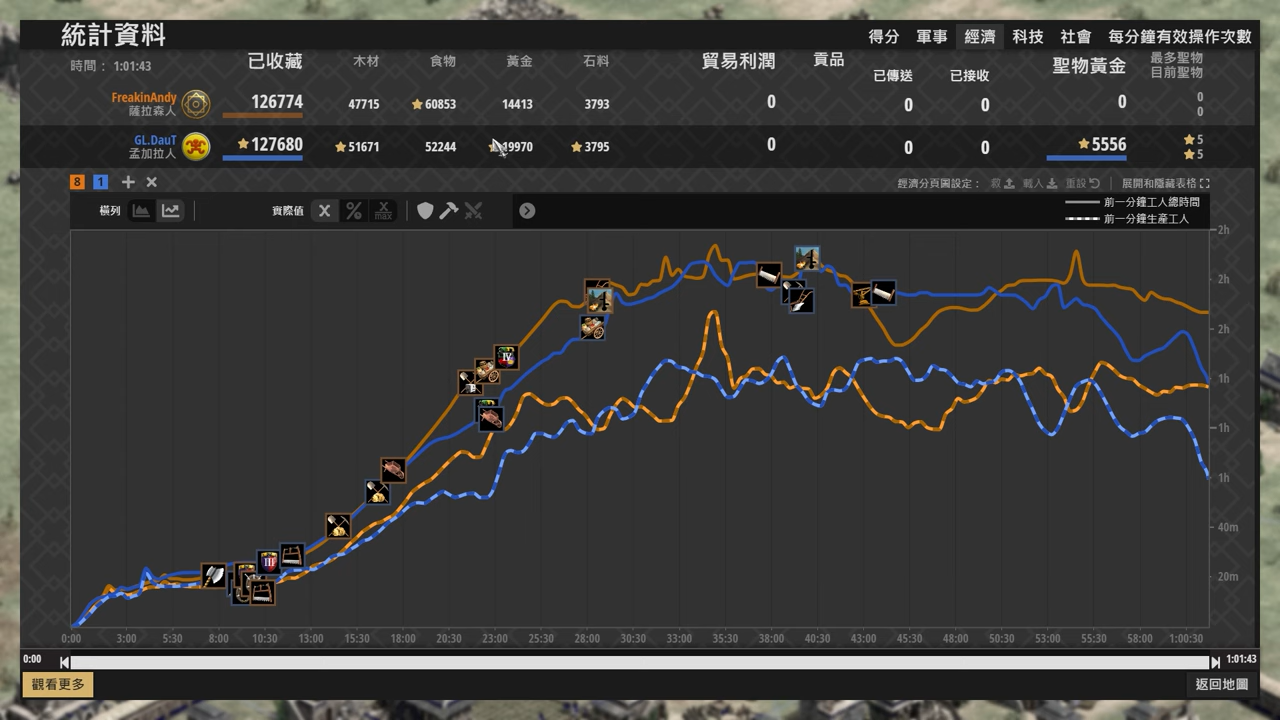 統計資料
得分 軍事 經濟 科技 社會 每分鐘有效操作次數
時間： 1:01:43
已收藏 木材 食物 黃金 石料 貿易利潤 貢品 已傳送 已接收 聖物黃金 最多聖物 目前聖物
FreakinAndy
薩拉森人
126774 47715 60853 14413 3793 0 0 0 0 0 0
GL.DauT
孟加拉人
127680 51671 52244 3795 0 0 0 5556 5 5
8 1
經濟分頁圖設定： 載入 重設 展開和隱藏表格
橫列 實際值 X % X max
前一分鐘工人總時間
前一分鐘生產工人
2h
2h
2h
1h
1h
1h
40m
20m
IV
III
0:00 3:00 5:30 8:00 10:30 13:00 15:30 18:00 20:30 23:00 25:30 28:00 30:30 33:00 35:30 38:00 40:30 43:00 45:30 48:00 50:30 53:00 55:30 58:00 1:00:30
0:00 1:01:43
觀看更多 返回地圖